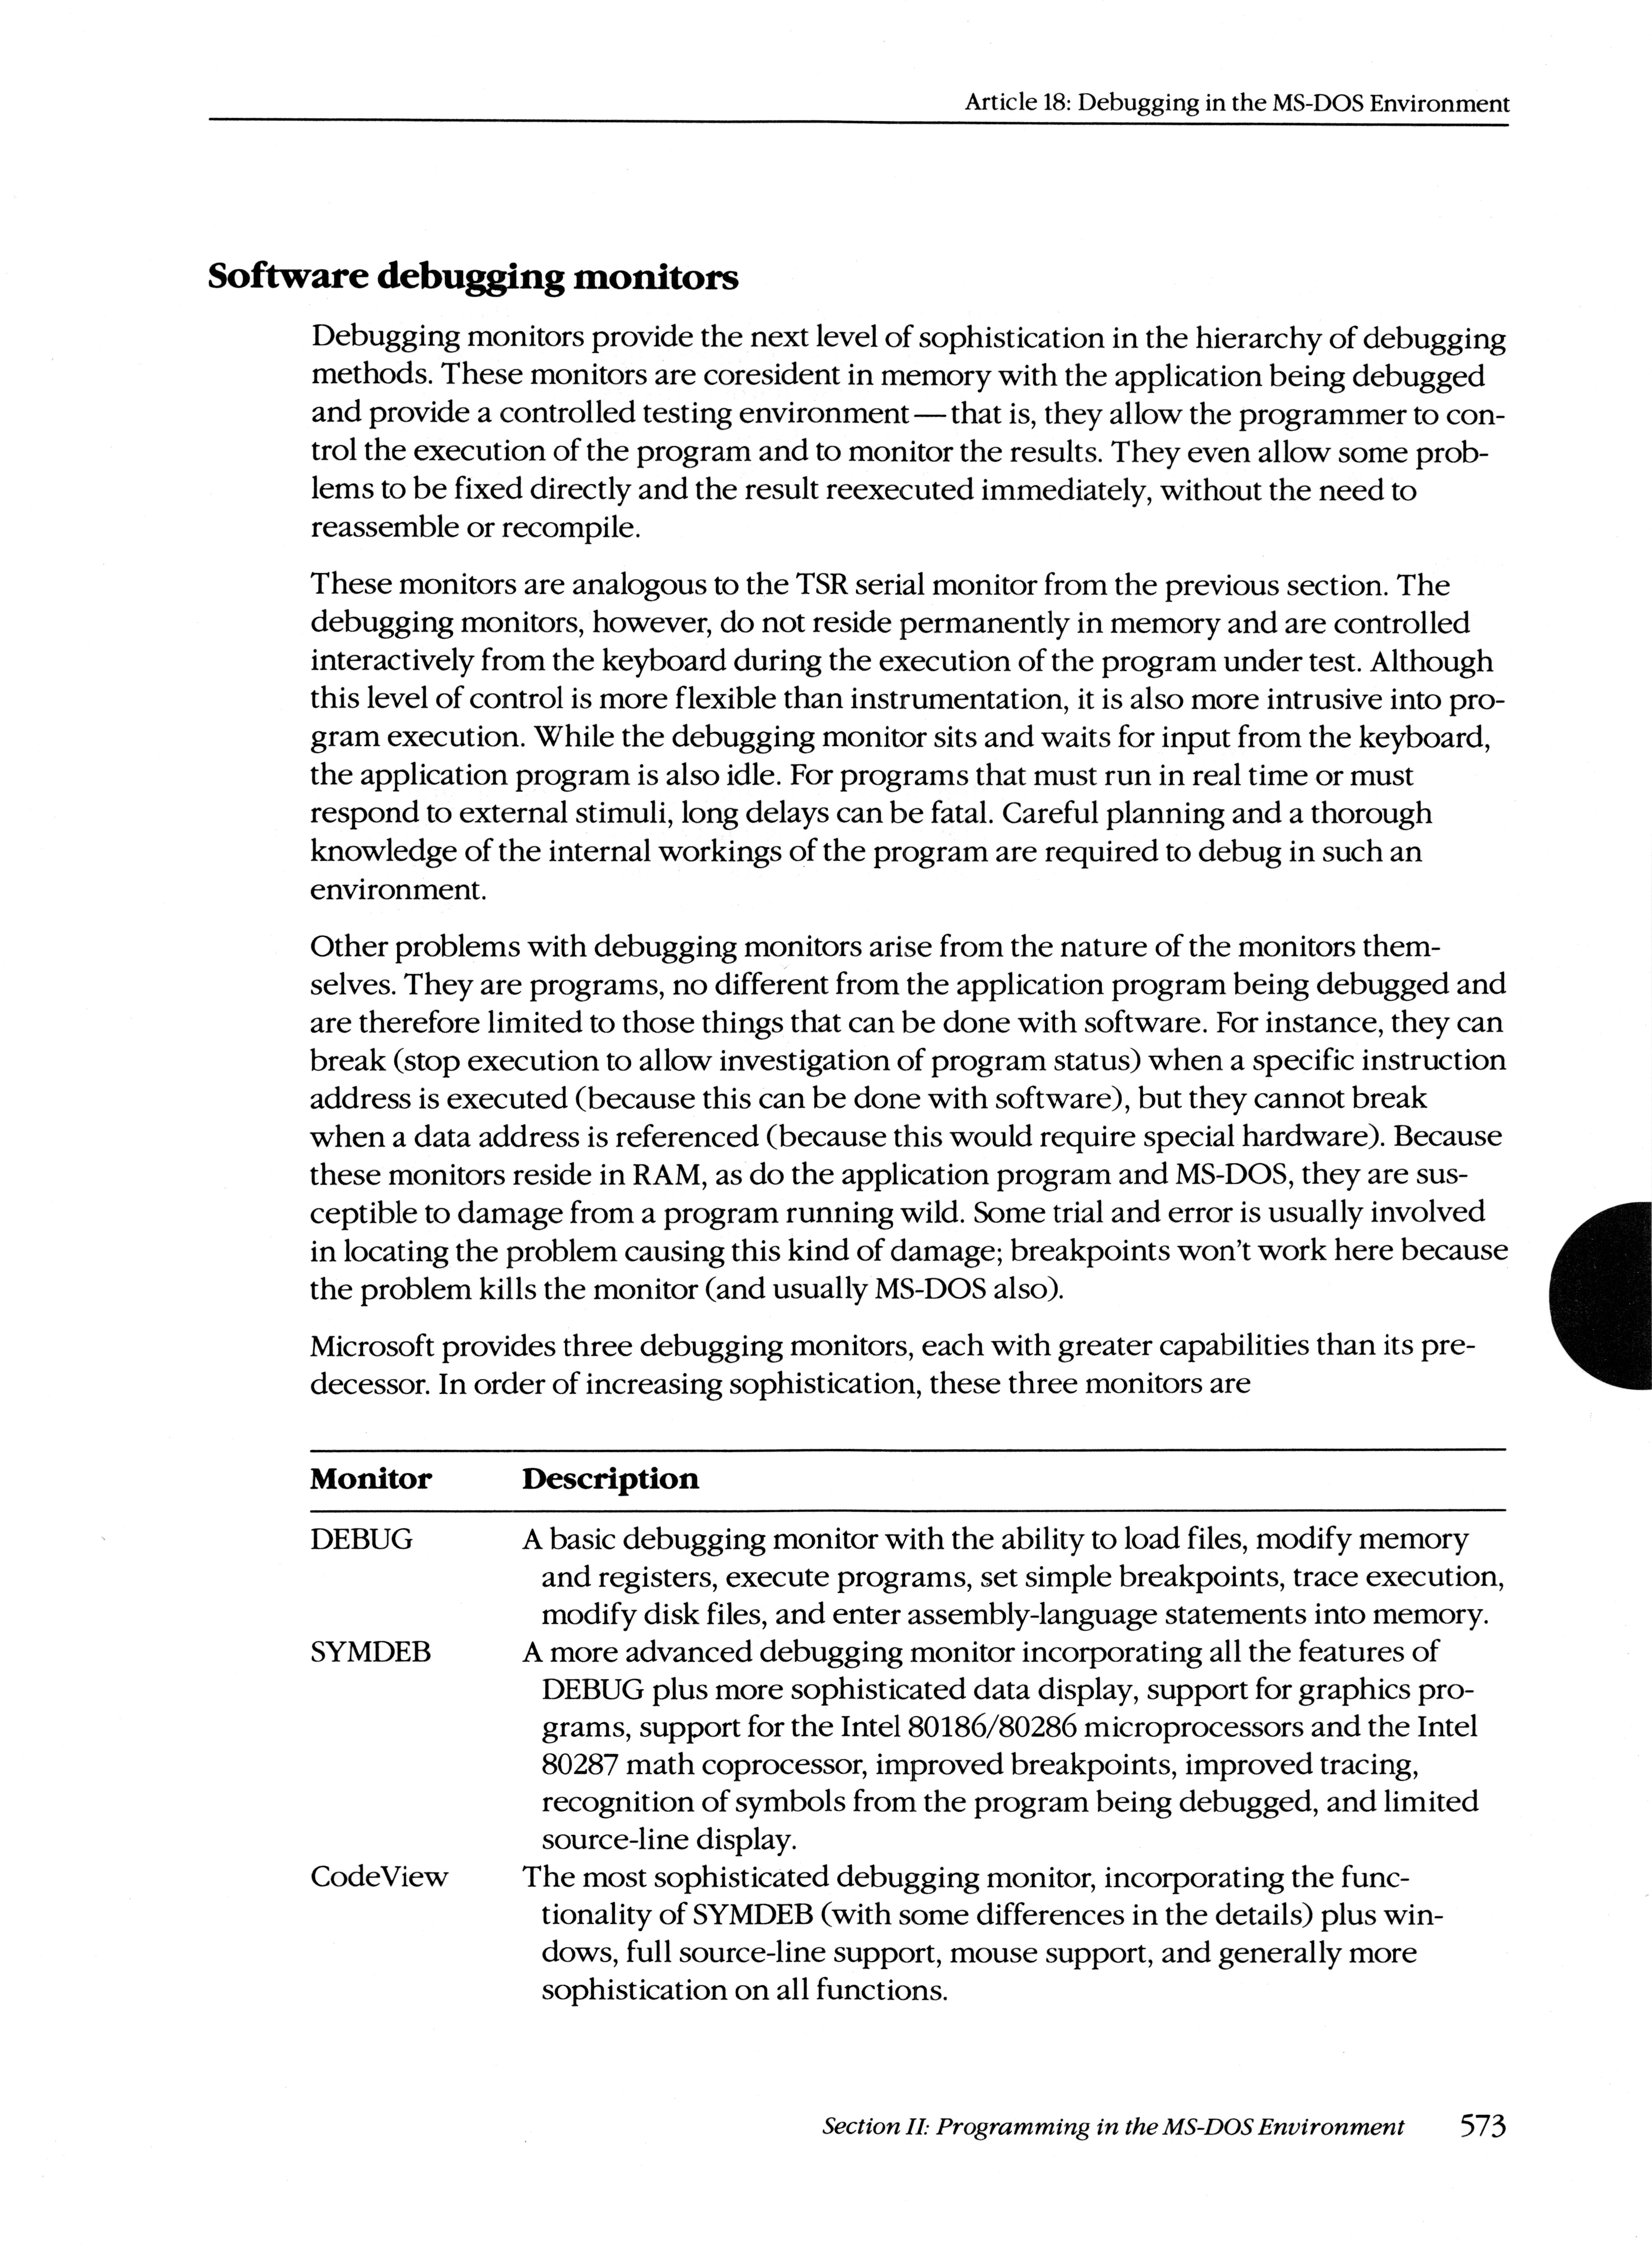 Article 18: Debugging in the MS-DOS Environment
Software debugging monitors
Debugging monitors provide the next level of sophistication in the hierarchy of debugging
methods. These monitors are coresident in memory with the application being debugged
and provide a controlled testing environment — that is, they allow the programmer to con-
trol the execution of the program and to monitor the results. They even allow some prob-
lems to be fixed directly and the result reexecuted immediately, without the need to
reassemble or recompile.
These monitors are analogous to the TSR serial monitor from the previous section. The
debugging monitors, however, do not reside permanently in memory and are controlled
interactively from the keyboard during the execution of the program under test. Although
this level of control is more flexible than instrumentation, it is also more intrusive into pro-
gram execution. While the debugging monitor sits and waits for input from the keyboard,
the application program is also idle. For programs that must run in real time or must
respond to external stimuli, long delays can be fatal. Careful planning and a thorough
knowledge of the internal workings of the program are required to debug in such an
environment.
Other problems with debugging monitors arise from the nature of the monitors them-
selves. They are programs, no different from the application program being debugged and
are therefore limited to those things that can be done with software. For instance, they can
break (stop execution to allow investigation of program status) when a specific instruction
address is executed (because this can be done with software), but they cannot break
when a data address is referenced (because this would require special hardware). Because
these monitors reside in RAM, as do the application program and MS-DOS, they are sus-
ceptible to damage from a program running wild. Some trial and error is usually involved
in locating the problem causing this kind of damage; breakpoints won't work here because
the problem kills the monitor (and usually MS-DOS also).
Microsoft provides three debugging monitors, each with greater capabilities than its pre-
decessor. In order of increasing sophistication, these three monitors are
Monitor Description
DEBUG A basic debugging monitor with the ability to load files, modify memory
and registers, execute programs, set simple breakpoints, trace execution,
modify disk files, and enter assembly-language statements into memory.
SYMDEB A more advanced debugging monitor incorporating all the features of
DEBUG plus more sophisticated data display, support for graphics pro-
grams, support for the Intel 80186/80286 microprocessors and the Intel
80287 math coprocessor, improved breakpoints, improved tracing,
recognition of symbols from the program being debugged, and limited
source-line display.
CodeView The most sophisticated debugging monitor, incorporating the func-
tionality of SYMDEB (with some differences in the details) plus win-
dows, full source-line support, mouse support, and generally more
sophistication on all functions.
Section II: Programming in the MS-DOS Environment 573